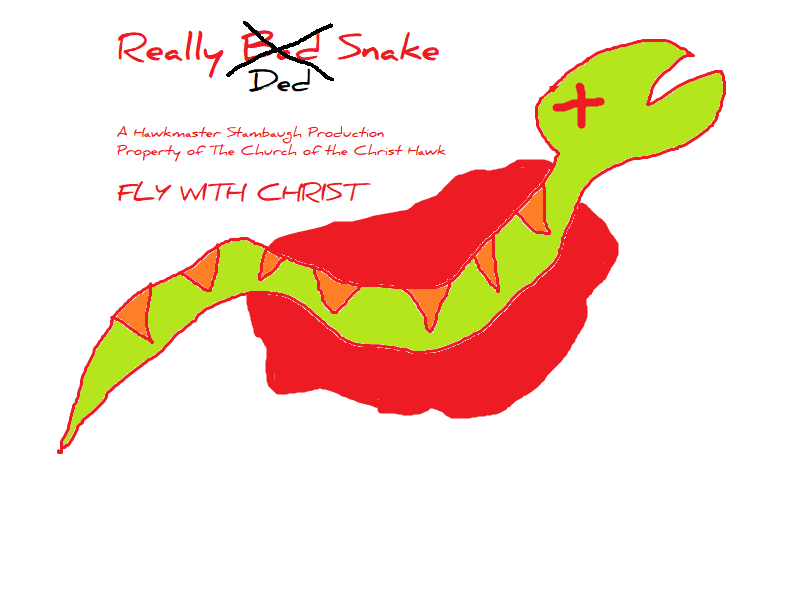 Really Bad Snake
Ded
A Hawkmaster Stambaugh Production
Property of The Church of the Christ Hawk
FLY WITH CHRIST